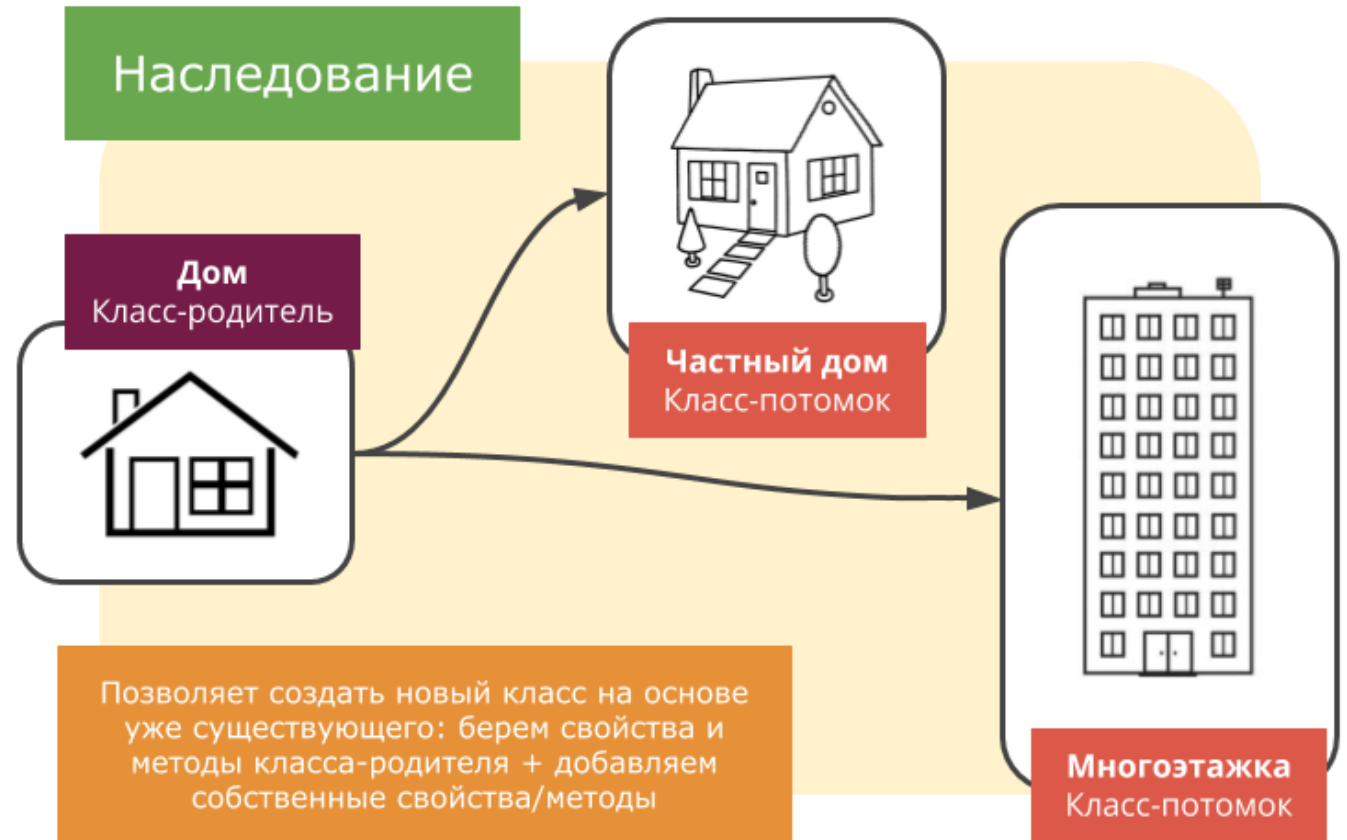 Наследование
Дом
Класс-родитель
Частный дом
Класс-потомок
Позволяет создать новый класс на основе
уже существующего: берем свойства и
методы класса-родителя + добавляем
собственные свойства/методы
Многоэтажка
Класс-потомок